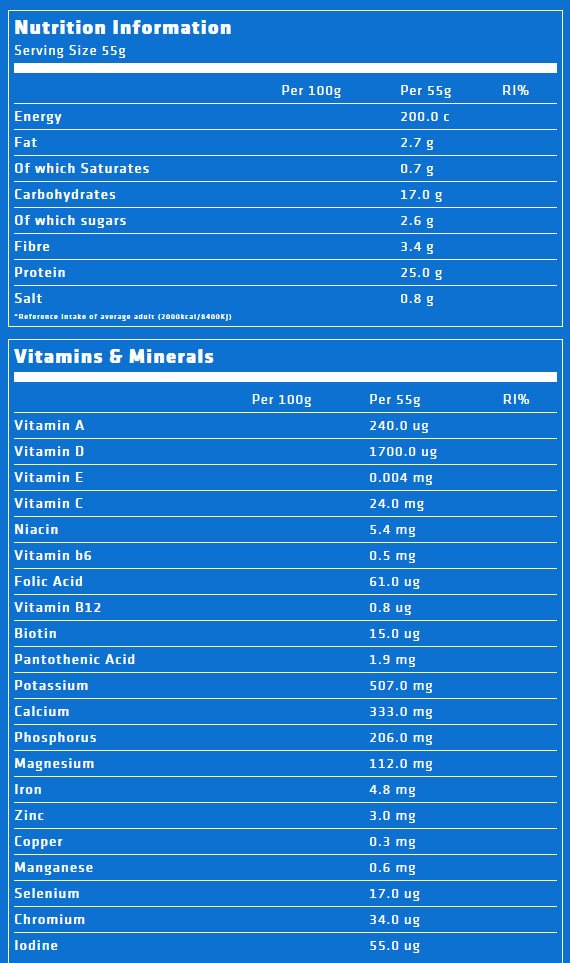 Nutrition Information
Serving Size 55g
Per 100g Per 55g RI%
Energy 200.0 c
Fat 2.7 g
Of which Saturates 0.7 g
Carbohydrates 17.0 g
Of which sugars 2.6 g
Fibre 3.4 g
Protein 25.0 g
Salt 0.8 g
*Reference intake of average adult (2000kcal/8400KJ)
Vitamins & Minerals
Per 100g Per 55g RI%
Vitamin A 240.0 ug
Vitamin D 1700.0 ug
Vitamin E 0.004 mg
Vitamin C 24.0 mg
Niacin 5.4 mg
Vitamin b6 0.5 mg
Folic Acid 61.0 ug
Vitamin B12 0.8 ug
Biotin 15.0 ug
Pantothenic Acid 1.9 mg
Potassium 507.0 mg
Calcium 333.0 mg
Phosphorus 206.0 mg
Magnesium 112.0 mg
Iron 4.8 mg
Zinc 3.0 mg
Copper 0.3 mg
Manganese 0.6 mg
Selenium 17.0 ug
Chromium 34.0 ug
Iodine 55.0 ug